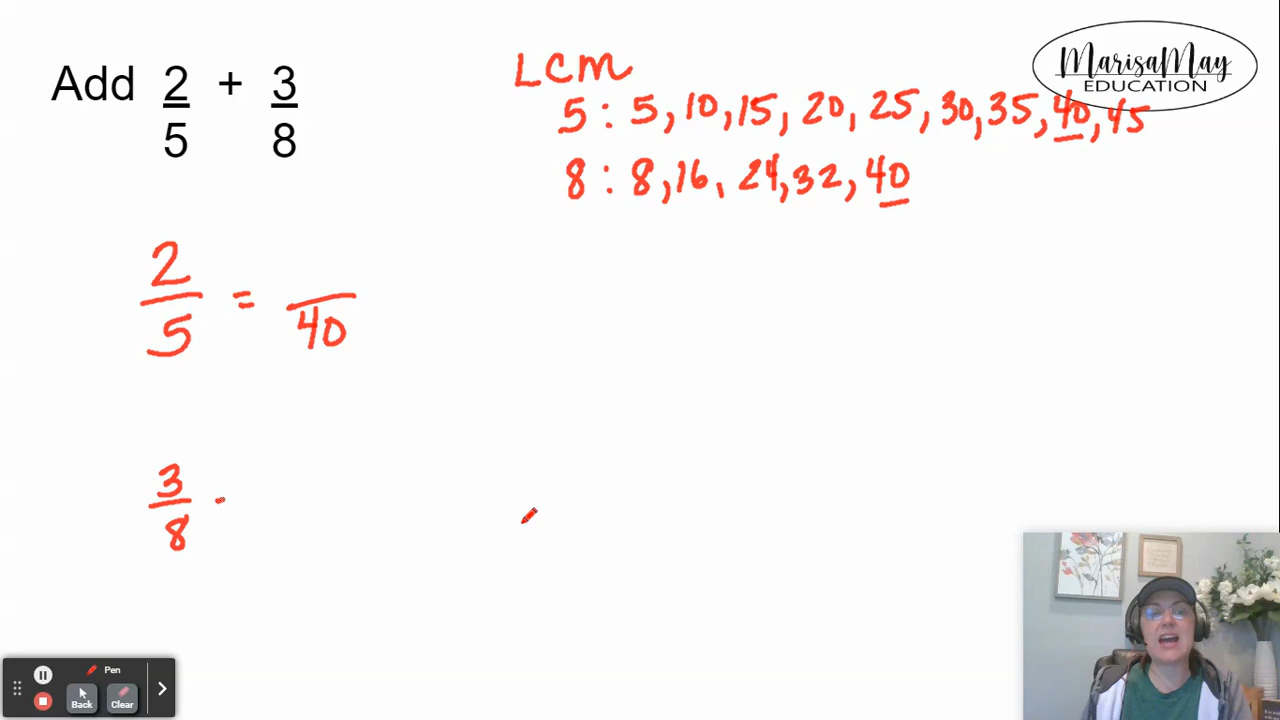 Add 2/5 + 3/8
LCM
5: 5, 10, 15, 20, 25, 30, 35, 40, 45
8: 8, 16, 24, 32, 40
MarisaMay
EDUCATION
2/5 = /40
3/8 -
Pen
Back
Clear